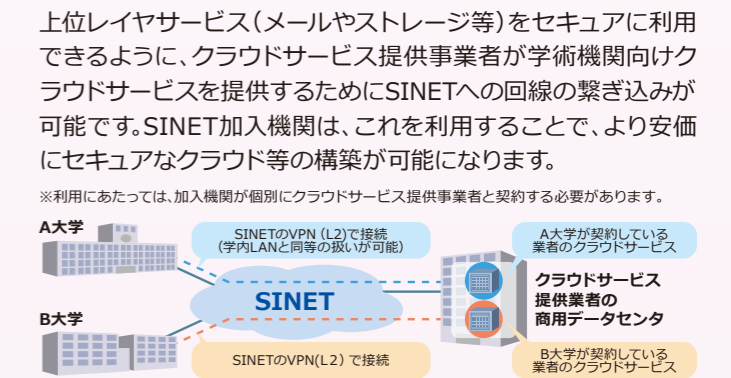 上位レイヤサービス（メールやストレージ等）をセキュアに利用
できるように、クラウドサービス提供事業者が学術機関向けク
ラウドサービスを提供するためにSINETへの回線の繋ぎ込みが
可能です。SINET加入機関は、これを利用することで、より安価
にセキュアなクラウド等の構築が可能になります。
※利用にあたっては、加入機関が個別にクラウドサービス提供事業者と契約する必要があります。
A大学
SINETのVPN（L2）で接続
（学内LANと同等の扱いが可能）
A大学が契約している
業者のクラウドサービス
SINET
クラウドサービス
提供業者の
商用データセンタ
B大学
SINETのVPN(L2）で接続
B大学が契約している
業者のクラウドサービス